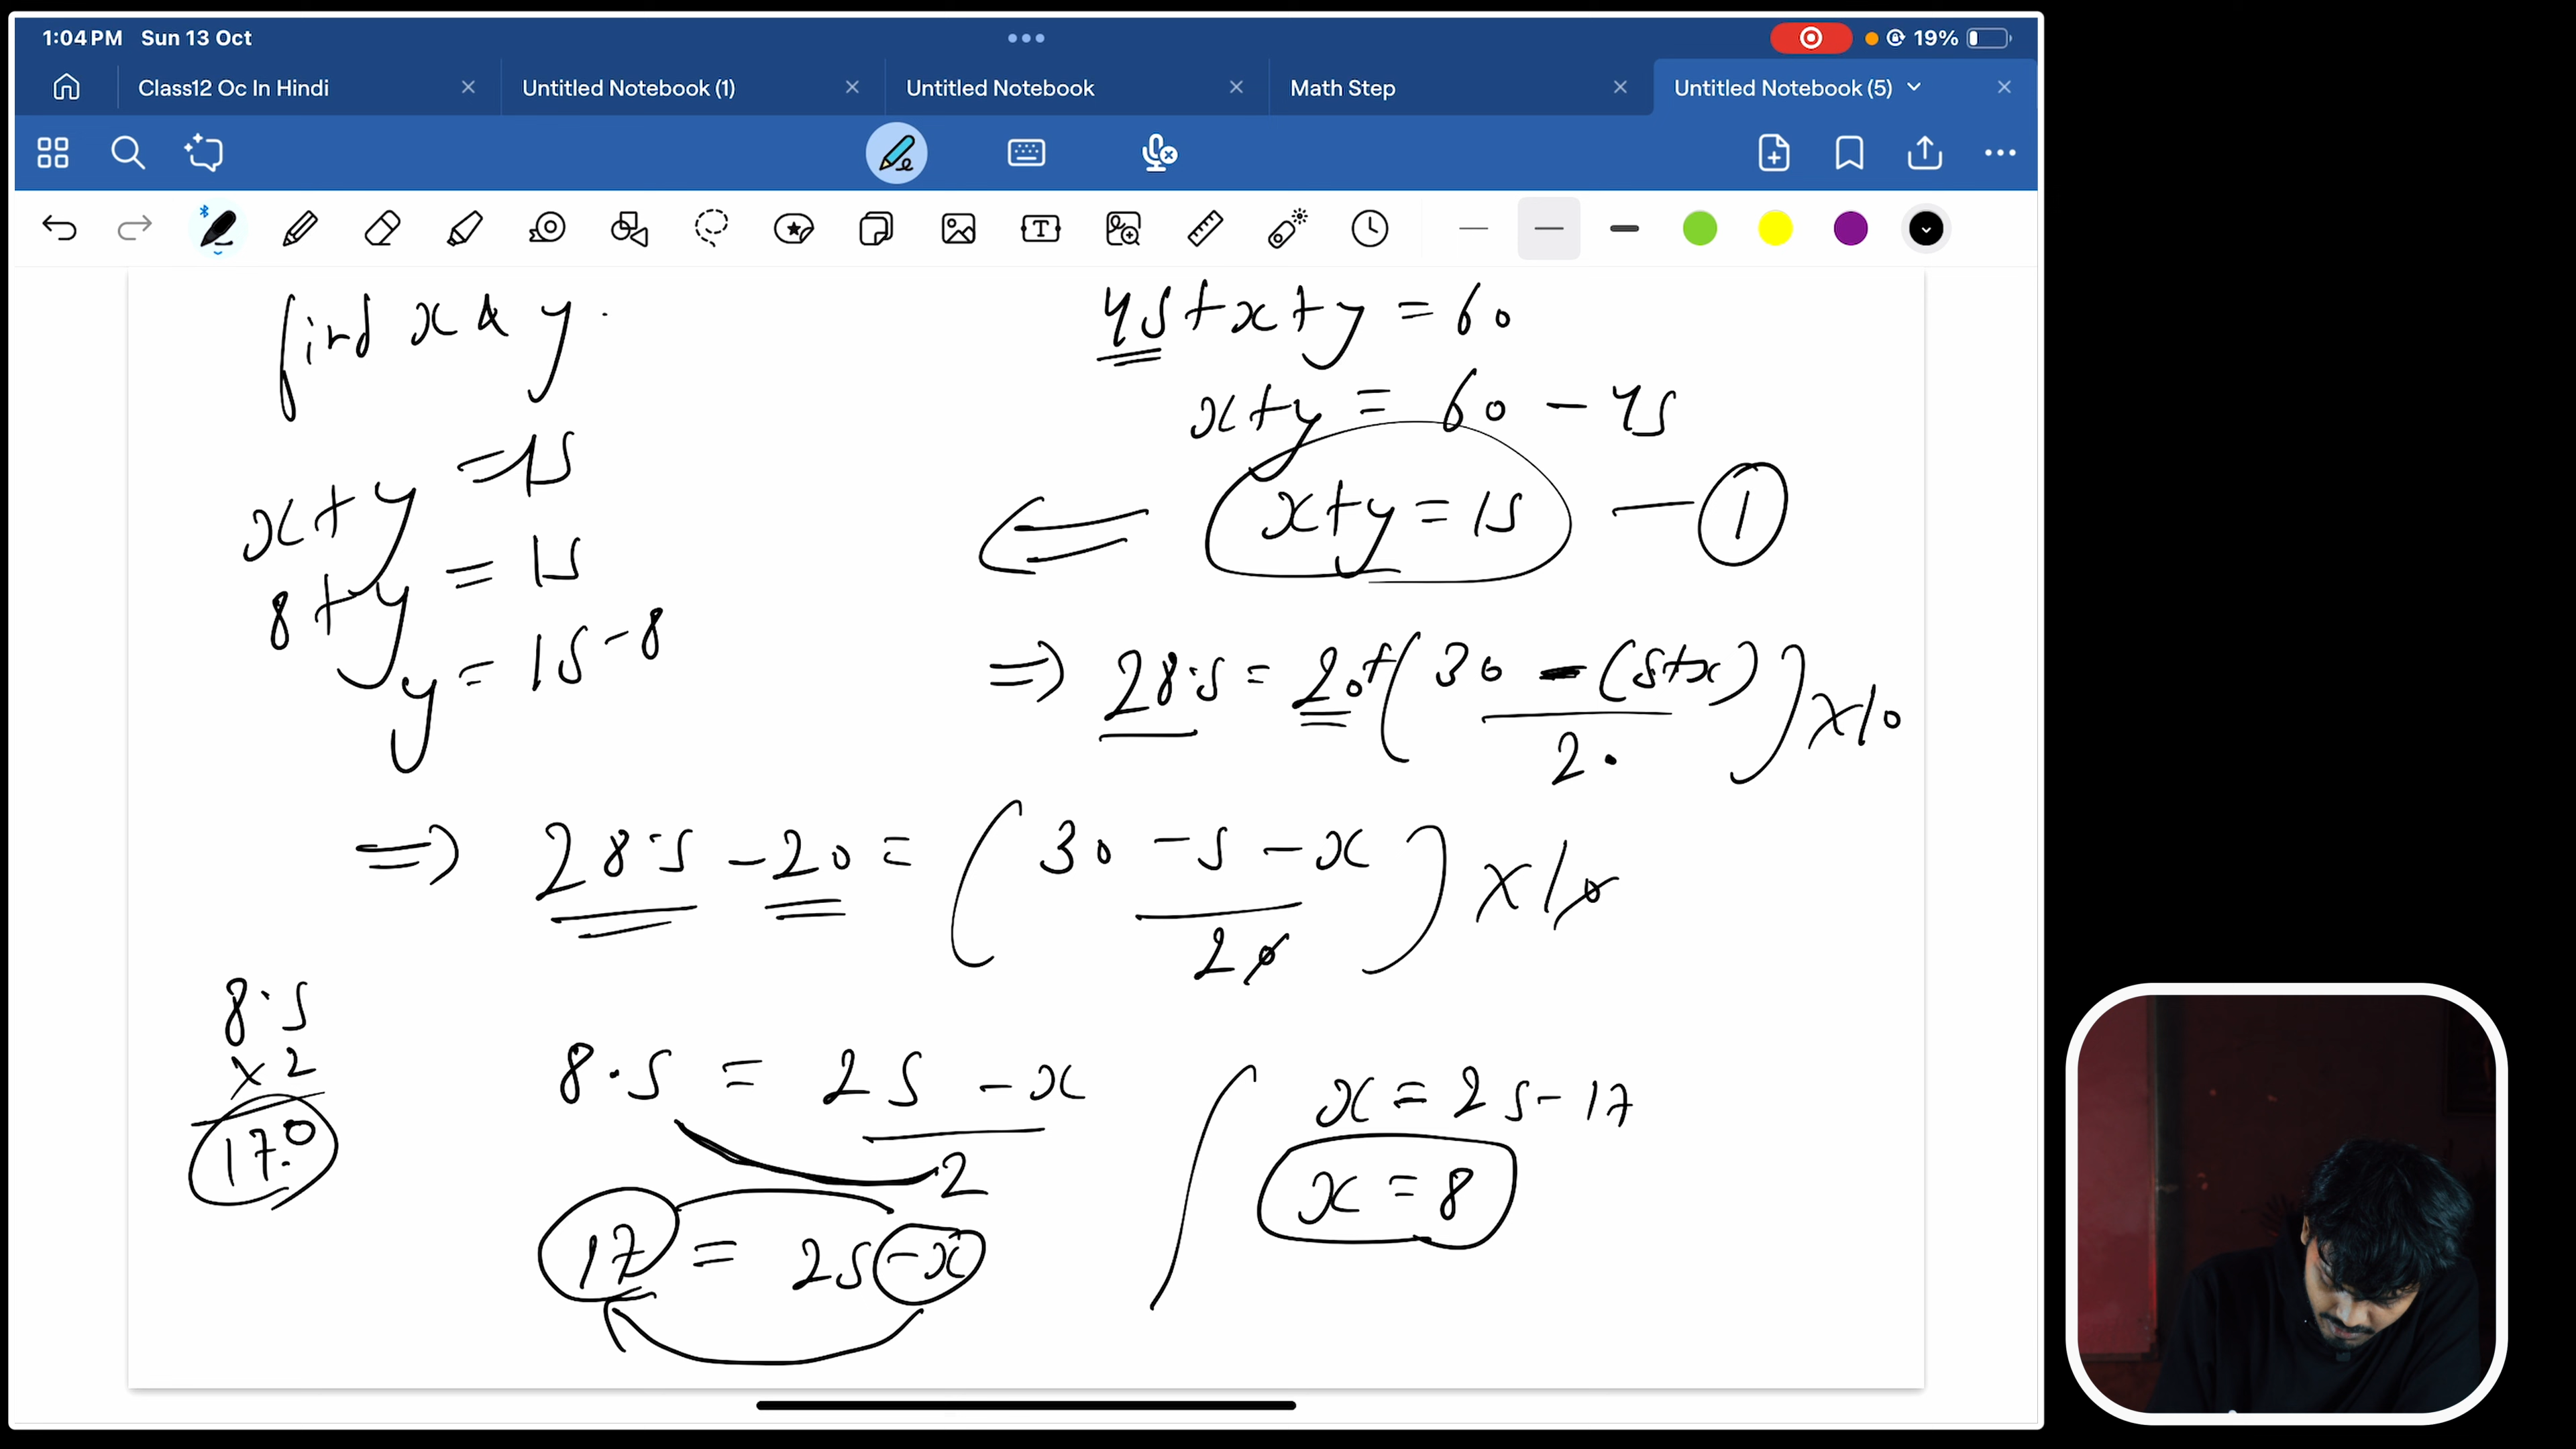 1:04 PM Sun 13 Oct
19%
Class12 Oc In Hindi
Untitled Notebook (1)
Untitled Notebook
Math Step
Untitled Notebook (5)
T
find x & y.
x+y =15
8+y = 15
y = 15-8
45+x+y = 60
x+y = 60 - 45
x+y = 15 — 1
=> 28.5 = 20+( 30 - (5+x) / 2. ) x10
=> 28.5 - 20 = ( 30 - 5 - x / 20 ) x10
8.5
x 2
17.0
8.5 = 25 - x / 2
17 = 25 - x
x = 25 - 17
x = 8